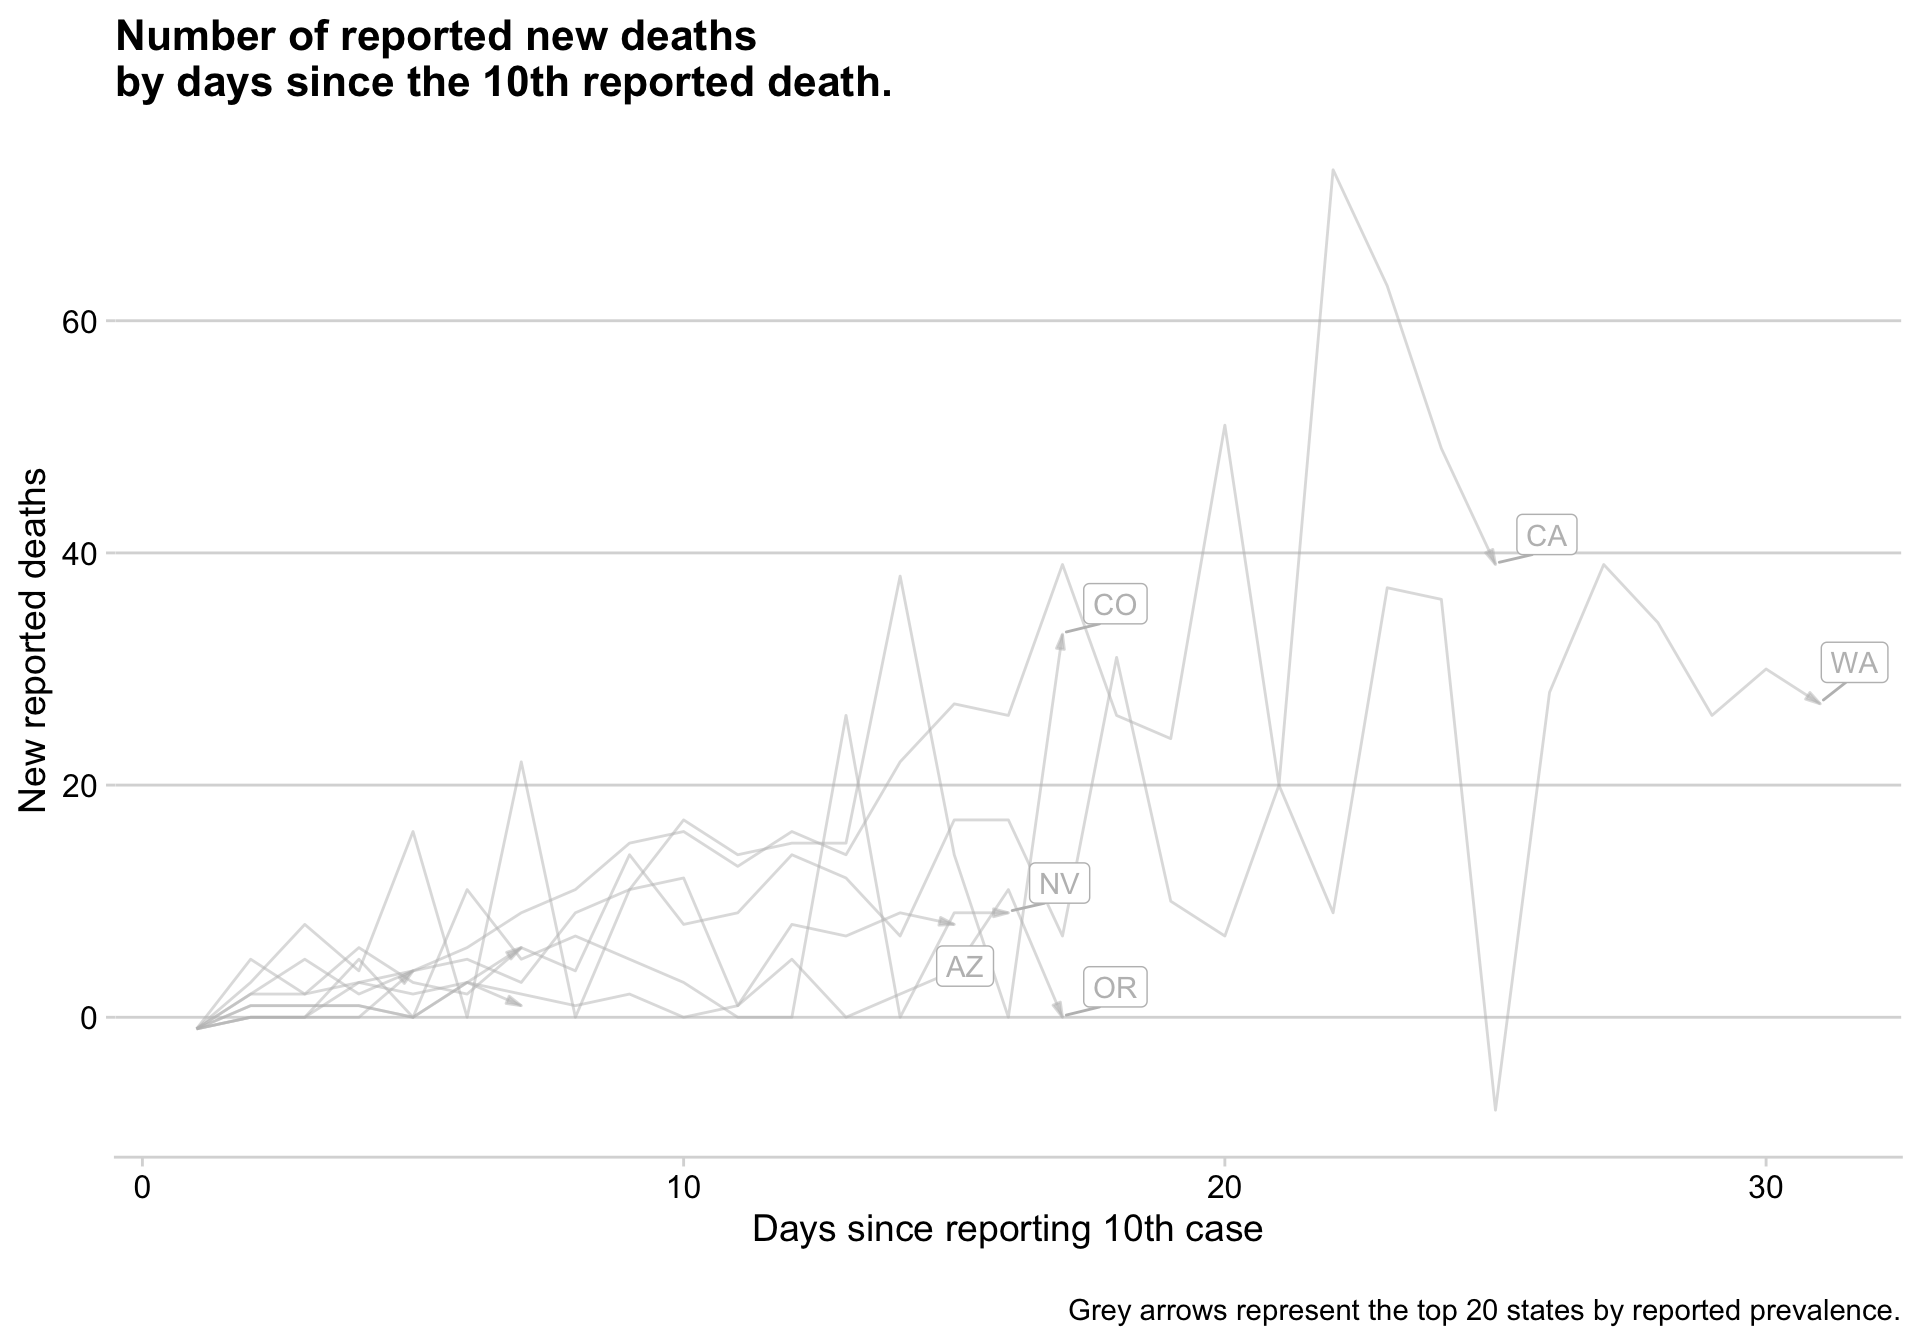 Number of reported new deaths
by days since the 10th reported death.
New reported deaths
60
40
20
0
CA
CO
WA
NV
AZ
OR
0
10
20
30
Days since reporting 10th case
Grey arrows represent the top 20 states by reported prevalence.